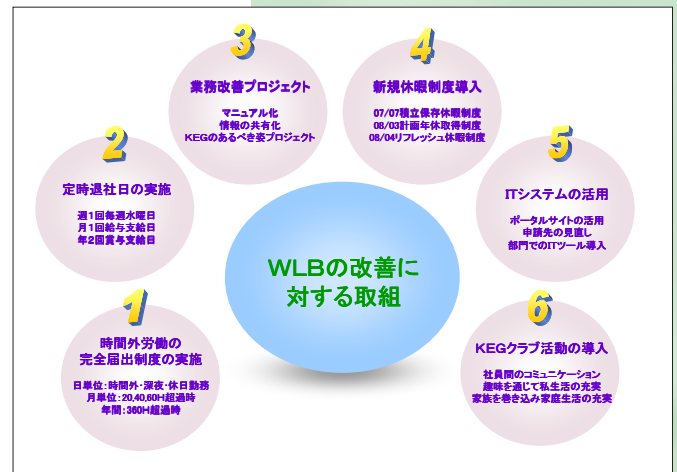 1
時間外労働の
完全届出制度の実施
日単位:時間外・深夜・休日勤務
月単位:20,40,60H超過時
年間:360H超過時
2
定時退社日の実施
週1回毎週水曜日
月1回給与支給日
年2回賞与支給日
3
業務改善プロジェクト
マニュアル化
情報の共有化
KEGのあるべき姿プロジェクト
4
新規休暇制度導入
07/07積立保存休暇制度
08/03計画年休取得制度
08/04リフレッシュ休暇制度
5
ITシステムの活用
ポータルサイトの活用
申請先の見直し
部門でのITツール導入
6
KEGクラブ活動の導入
社員間のコミュニケーション
趣味を通じて私生活の充実
家族を巻き込み家庭生活の充実
WLBの改善に
対する取組